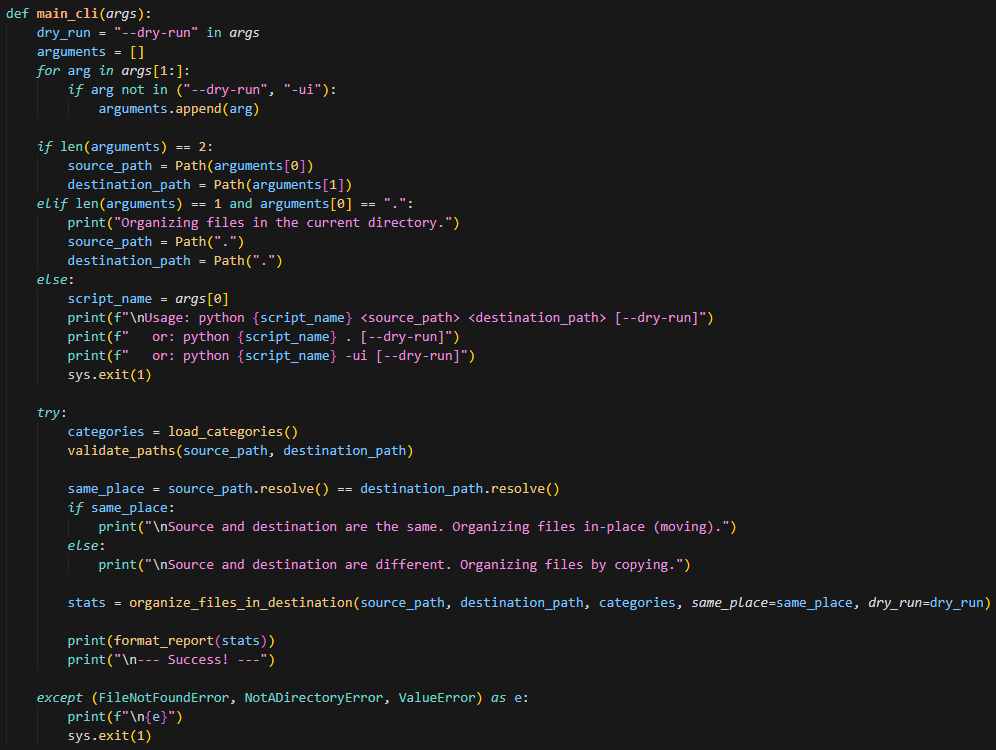 def main_cli(args):
    dry_run = "--dry-run" in args
    arguments = []
    for arg in args[1:]:
        if arg not in ("--dry-run", "-ui"):
            arguments.append(arg)

    if len(arguments) == 2:
        source_path = Path(arguments[0])
        destination_path = Path(arguments[1])
    elif len(arguments) == 1 and arguments[0] == ".":
        print("Organizing files in the current directory.")
        source_path = Path(".")
        destination_path = Path(".")
    else:
        script_name = args[0]
        print(f"\nUsage: python {script_name} <source_path> <destination_path> [--dry-run]")
        print(f"   or: python {script_name} . [--dry-run]")
        print(f"   or: python {script_name} -ui [--dry-run]")
        sys.exit(1)

    try:
        categories = load_categories()
        validate_paths(source_path, destination_path)

        same_place = source_path.resolve() == destination_path.resolve()
        if same_place:
            print("\nSource and destination are the same. Organizing files in-place (moving).")
        else:
            print("\nSource and destination are different. Organizing files by copying.")

        stats = organize_files_in_destination(source_path, destination_path, categories, same_place=same_place, dry_run=dry_run)

        print(format_report(stats))
        print("\n--- Success! ---")

    except (FileNotFoundError, NotADirectoryError, ValueError) as e:
        print(f"\n{e}")
        sys.exit(1)